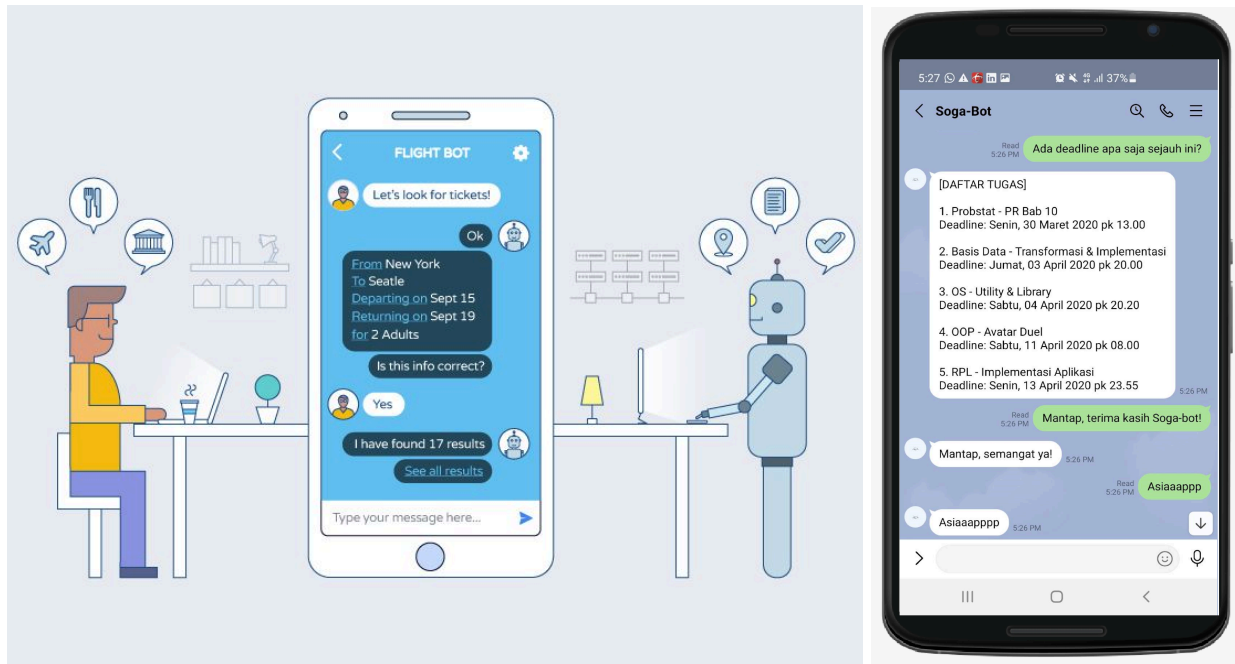 FLIGHT BOT
Let's look for tickets!
Ok
From New York
To Seatle
Departing on Sept 15
Returning on Sept 19
for 2 Adults
Is this info correct?
Yes
I have found 17 results
See all results
Type your message here...
5:27
37%
Soga-Bot
Read
5:26 PM
Ada deadline apa saja sejauh ini?
[DAFTAR TUGAS]
1. Probstat - PR Bab 10
Deadline: Senin, 30 Maret 2020 pk 13.00
2. Basis Data - Transformasi & Implementasi
Deadline: Jumat, 03 April 2020 pk 20.00
3. OS - Utility & Library
Deadline: Sabtu, 04 April 2020 pk 20.20
4. OOP - Avatar Duel
Deadline: Sabtu, 11 April 2020 pk 08.00
5. RPL - Implementasi Aplikasi
Deadline: Senin, 13 April 2020 pk 23.55
5:26 PM
Read
5:26 PM
Mantap, terima kasih Soga-bot!
Mantap, semangat ya!
5:26 PM
Read
5:26 PM
Asiaaappp
Asiaaapppp
5:26 PM